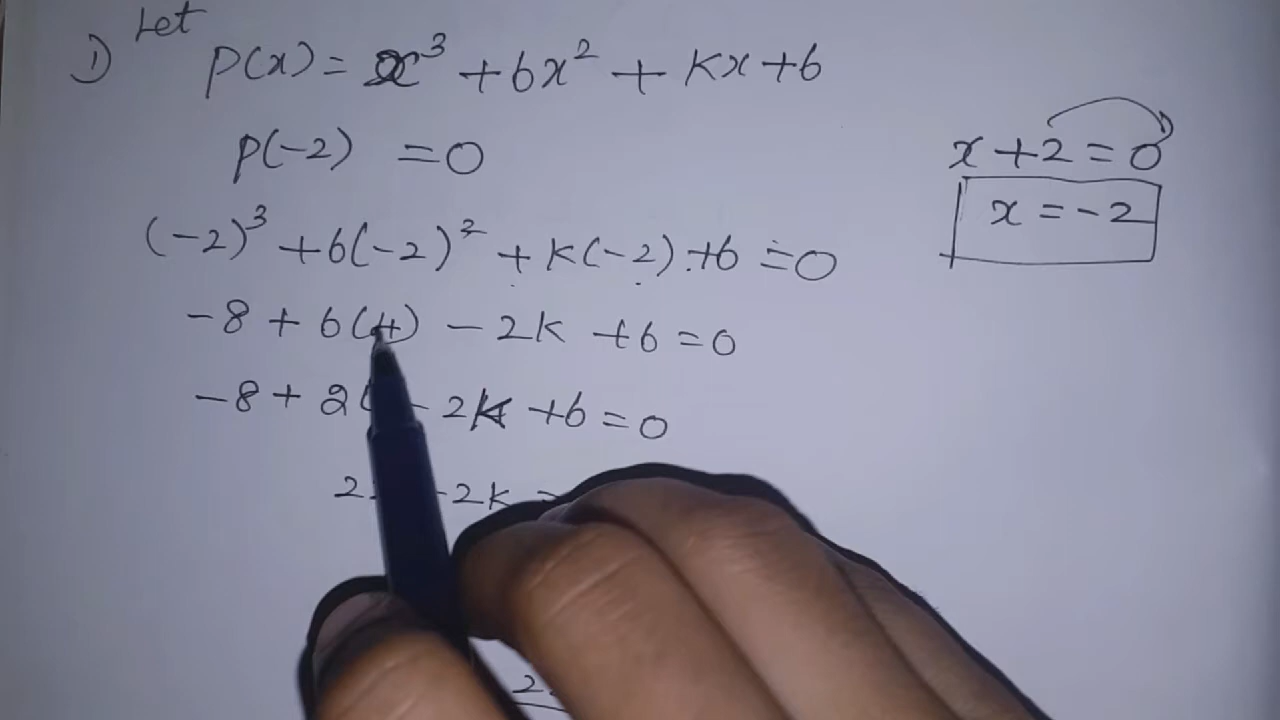 1) Let
P(x) = x³ + 6x² + kx + 6
P(-2) = 0
x + 2 = 0
x = -2
(-2)³ + 6(-2)² + k(-2) + 6 = 0
-8 + 6(4) - 2k + 6 = 0
-8 + 2 - 2k + 6 = 0
2 - 2k =
2